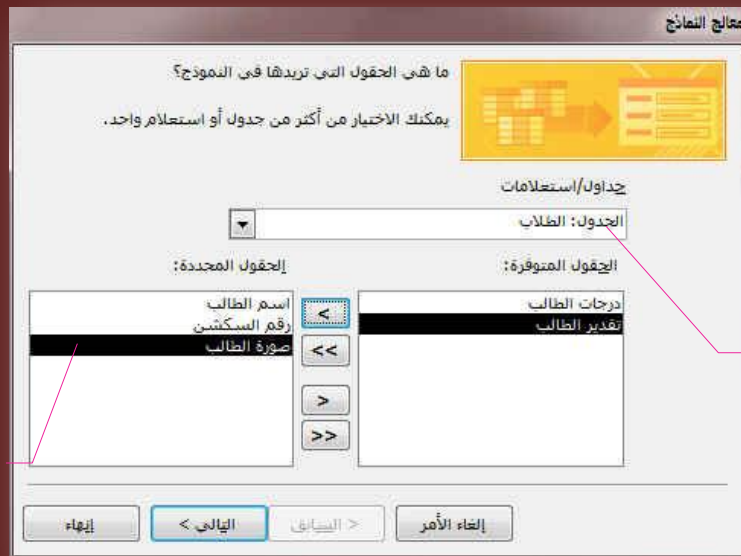 معالج النماذج
ما هي الحقول التي تريدها في النموذج؟
يمكنك الاختيار من أكثر من جدول أو استعلام واحد.
جداول/استعلامات
الجدول: الطلاب
الحقول المتوفرة:
الحقول المحددة:
درجات الطالب
تقدير الطالب
اسم الطالب
رقم السكشن
صورة الطالب
>
>>
<
<<
إلغاء الأمر
< السابق
التالي >
إنهاء